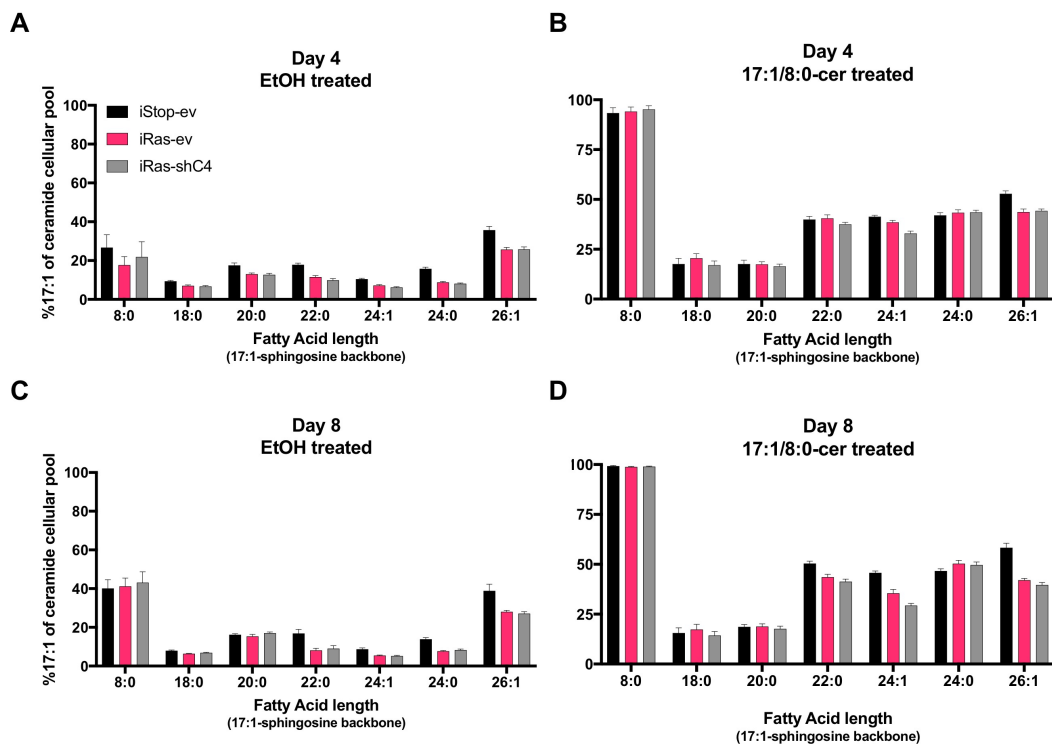 A
Day 4
EtOH treated
%17:1 of ceramide cellular pool
100
80
60
40
20
0
iStop-ev
iRas-ev
iRas-shC4
8:0 18:0 20:0 22:0 24:1 24:0 26:1
Fatty Acid length
(17:1-sphingosine backbone)
B
Day 4
17:1/8:0-cer treated
100
75
50
25
0
8:0 18:0 20:0 22:0 24:1 24:0 26:1
Fatty Acid length
(17:1-sphingosine backbone)
C
Day 8
EtOH treated
%17:1 of ceramide cellular pool
100
80
60
40
20
0
8:0 18:0 20:0 22:0 24:1 24:0 26:1
Fatty Acid length
(17:1-sphingosine backbone)
D
Day 8
17:1/8:0-cer treated
100
75
50
25
0
8:0 18:0 20:0 22:0 24:1 24:0 26:1
Fatty Acid length
(17:1-sphingosine backbone)